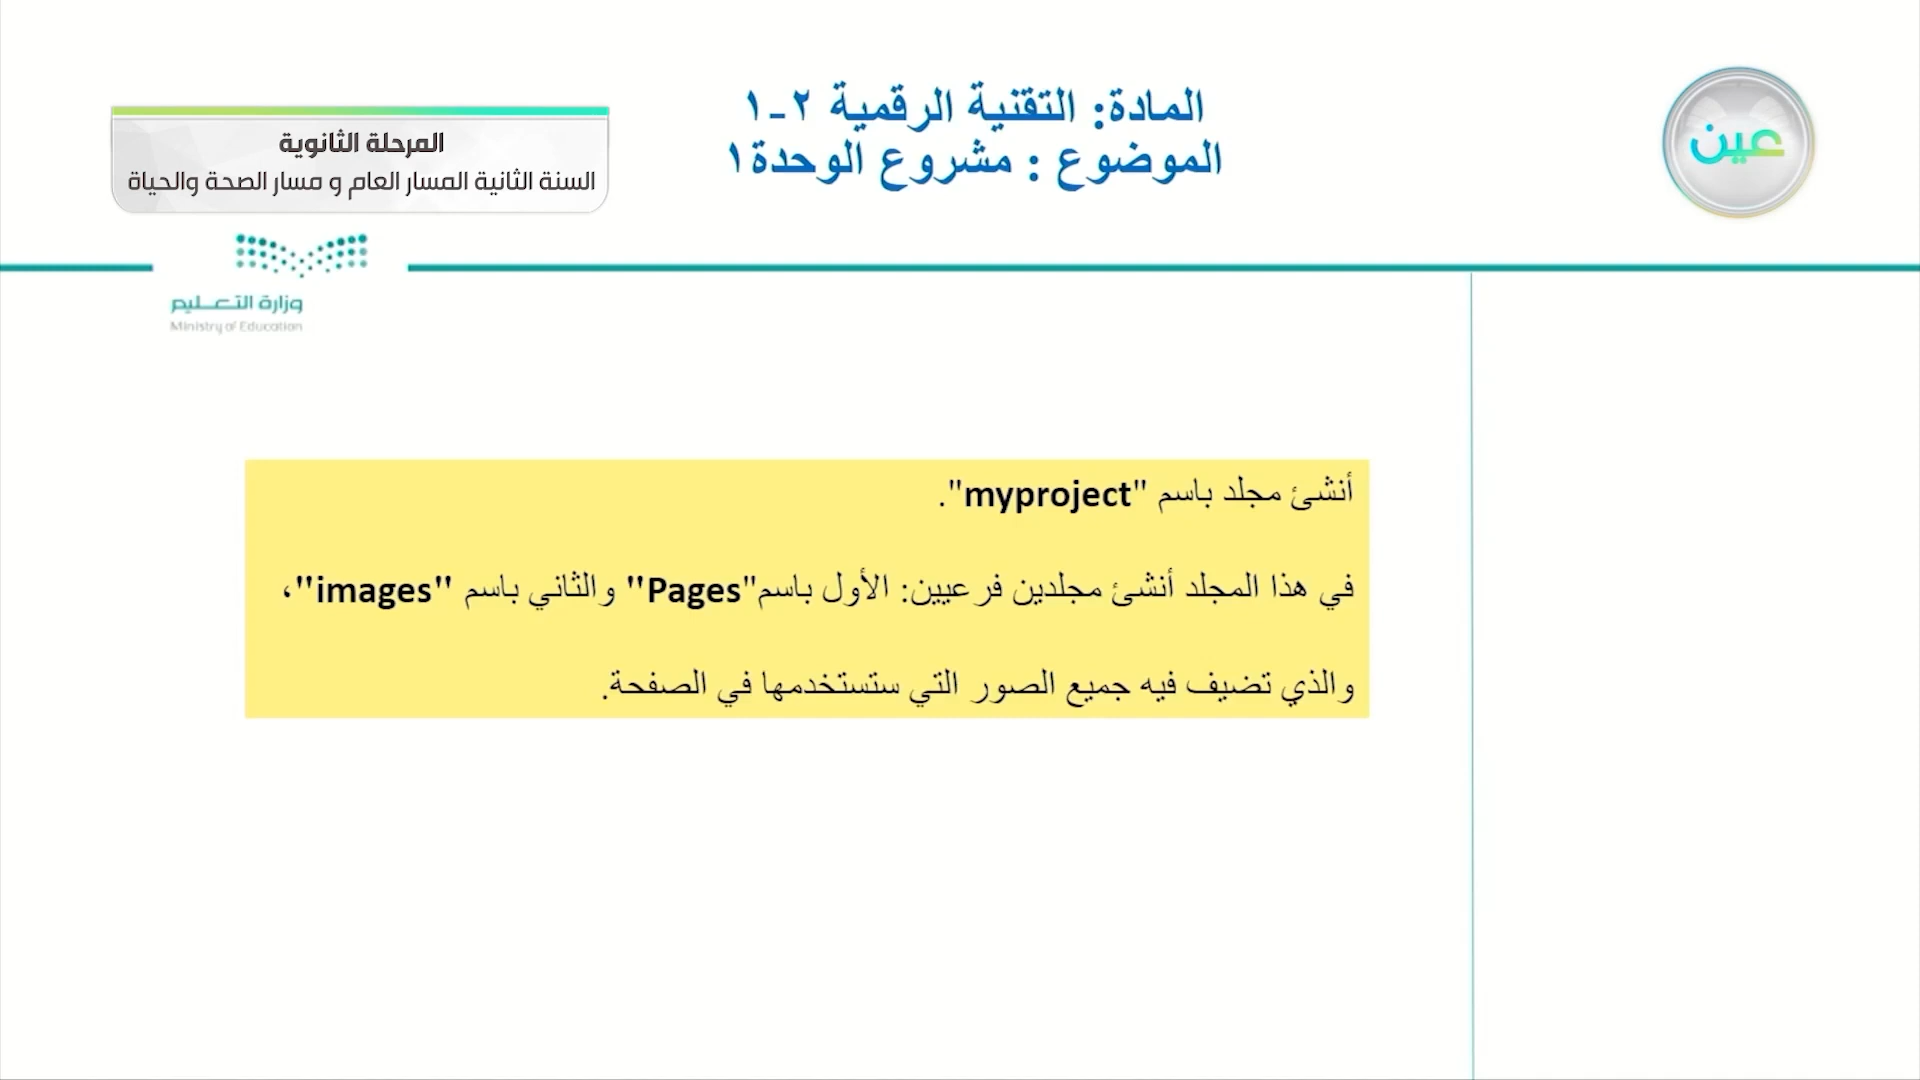 المادة: التقنية الرقمية ٢-١
الموضوع : مشروع الوحدة١
عين
المرحلة الثانوية
السنة الثانية المسار العام و مسار الصحة والحياة
وزارة التعليم
Ministry of Education
أنشئ مجلد باسم "myproject".
في هذا المجلد أنشئ مجلدين فرعيين: الأول باسم"Pages" والثاني باسم "images"،
والذي تضيف فيه جميع الصور التي ستستخدمها في الصفحة.